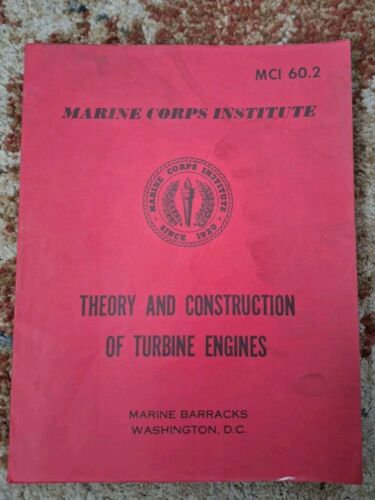 MCI 60.2
MARINE CORPS INSTITUTE
MARINE CORPS INSTITUTE
SINCE 1920
THEORY AND CONSTRUCTION
OF TURBINE ENGINES
MARINE BARRACKS
WASHINGTON, D.C.